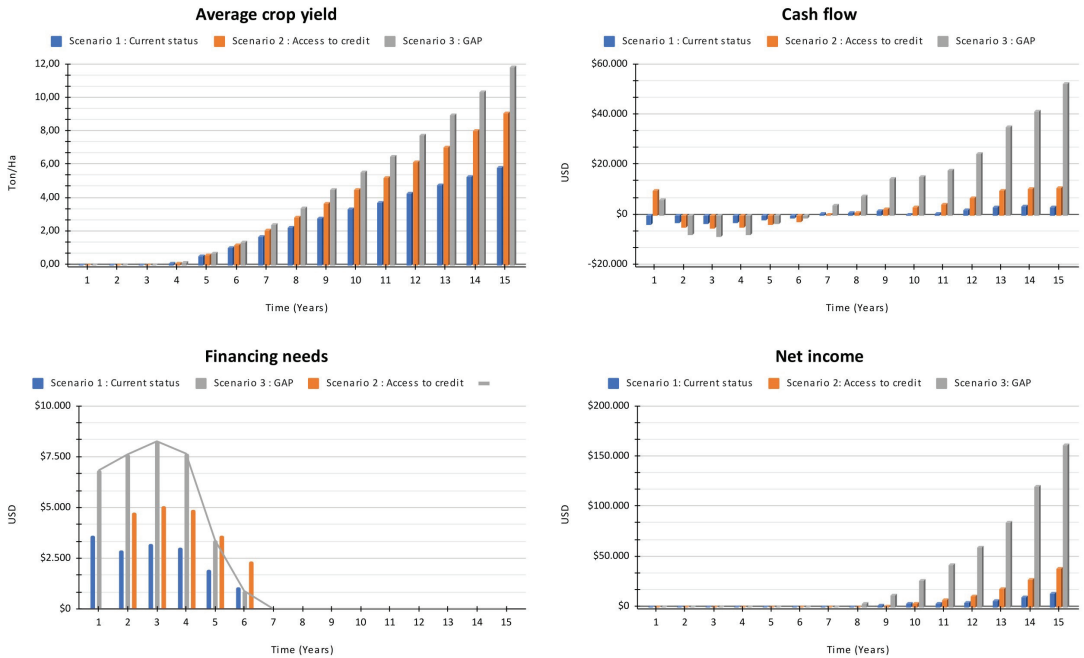 Average crop yield
Scenario 1 : Current status Scenario 2 : Access to credit Scenario 3 : GAP
12,00
10,00
8,00
6,00
4,00
2,00
0,00
Ton/Ha
1 2 3 4 5 6 7 8 9 10 11 12 13 14 15
Time (Years)
Cash flow
Scenario 1 : Current status Scenario 2 : Access to credit Scenario 3 : GAP
$60.000
$40.000
$20.000
$0
-$20.000
USD
1 2 3 4 5 6 7 8 9 10 11 12 13 14 15
Time (Years)
Financing needs
Scenario 1 : Current status Scenario 3 : GAP Scenario 2 : Access to credit
$10.000
$7.500
$5.000
$2.500
$0
USD
1 2 3 4 5 6 7 8 9 10 11 12 13 14 15
Time (Years)
Net income
Scenario 1: Current status Scenario 2: Access to credit Scenario 3: GAP
$200.000
$150.000
$100.000
$50.000
$0
USD
1 2 3 4 5 6 7 8 9 10 11 12 13 14 15
Time (Years)